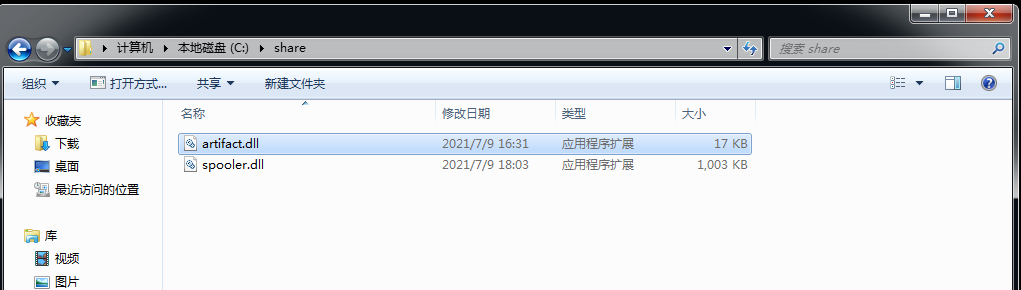 计算机 本地磁盘 (C:) share 搜索 share
组织 打开方式... 共享 新建文件夹
收藏夹
下载
桌面
最近访问的位置
库
视频
图片
名称 修改日期 类型 大小
artifact.dll 2021/7/9 16:31 应用程序扩展 17 KB
spooler.dll 2021/7/9 18:03 应用程序扩展 1,003 KB